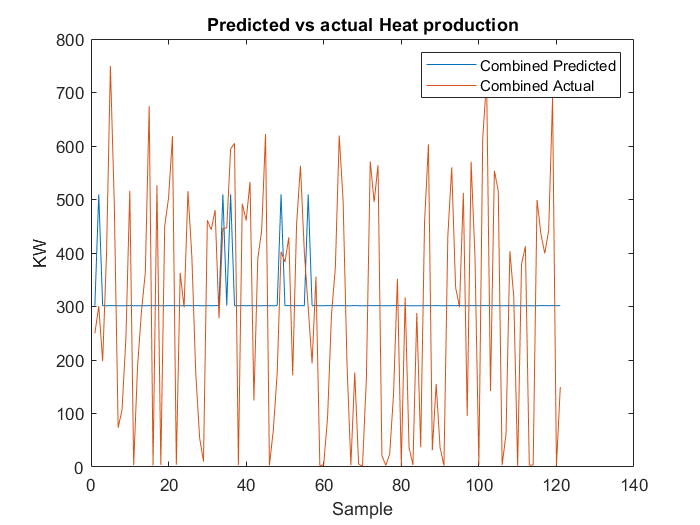 Predicted vs actual Heat production
Combined Predicted
Combined Actual
KW
800
700
600
500
400
300
200
100
0
0 20 40 60 80 100 120 140
Sample